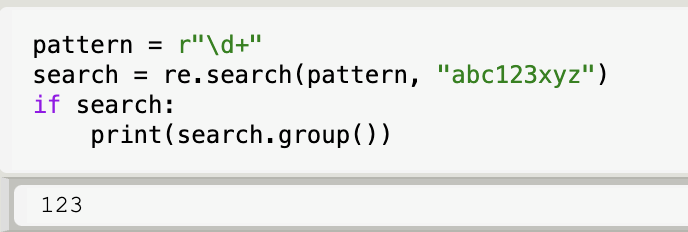 pattern = r"\d+"
search = re.search(pattern, "abc123xyz")
if search:
    print(search.group())
123